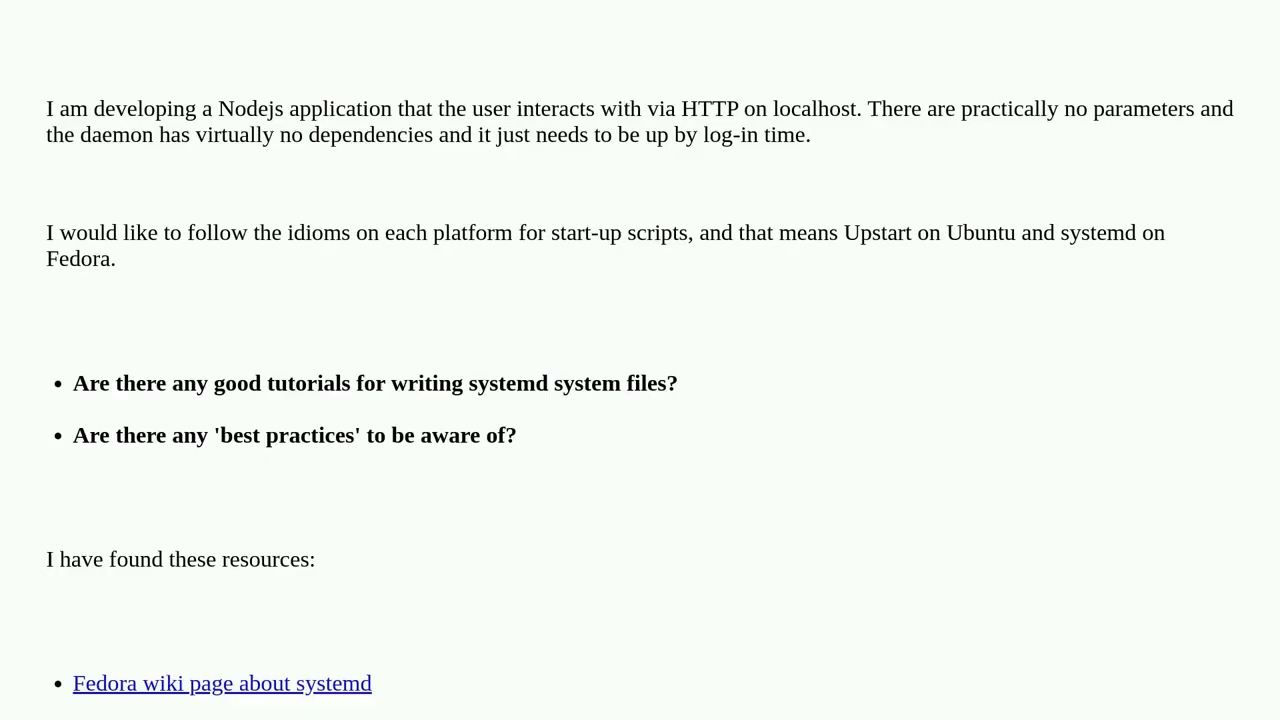 I am developing a Nodejs application that the user interacts with via HTTP on localhost. There are practically no parameters and
the daemon has virtually no dependencies and it just needs to be up by log-in time.
I would like to follow the idioms on each platform for start-up scripts, and that means Upstart on Ubuntu and systemd on
Fedora.
• Are there any good tutorials for writing systemd system files?
• Are there any 'best practices' to be aware of?
I have found these resources:
• Fedora wiki page about systemd